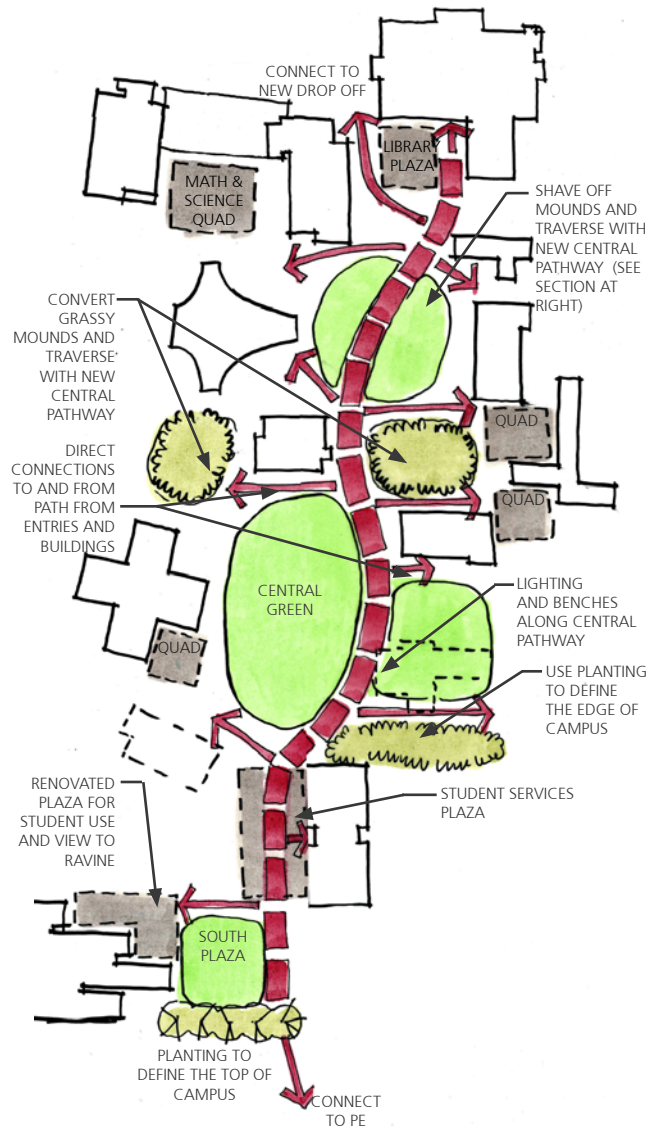 CONNECT TO
NEW DROP OFF
LIBRARY
PLAZA
MATH &
SCIENCE
QUAD
SHAVE OFF
MOUNDS AND
TRAVERSE WITH
NEW CENTRAL
PATHWAY (SEE
SECTION AT
RIGHT)
CONVERT
GRASSY
MOUNDS AND
TRAVERSE
WITH NEW
CENTRAL
PATHWAY
QUAD
DIRECT
CONNECTIONS
TO AND FROM
PATH FROM
ENTRIES AND
BUILDINGS
QUAD
CENTRAL
GREEN
LIGHTING
AND BENCHES
ALONG CENTRAL
PATHWAY
QUAD
USE PLANTING
TO DEFINE
THE EDGE OF
CAMPUS
RENOVATED
PLAZA FOR
STUDENT USE
AND VIEW TO
RAVINE
STUDENT SERVICES
PLAZA
SOUTH
PLAZA
PLANTING TO
DEFINE THE TOP OF
CAMPUS
CONNECT
TO PE